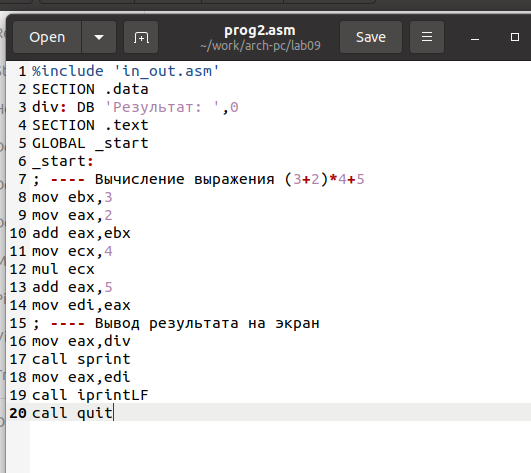 Open
prog2.asm
~/work/arch-pc/lab09
Save
1 %include 'in_out.asm'
2 SECTION .data
3 div: DB 'Результат: ',0
4 SECTION .text
5 GLOBAL _start
6 _start:
7 ; ---- Вычисление выражения (3+2)*4+5
8 mov ebx,3
9 mov eax,2
10 add eax,ebx
11 mov ecx,4
12 mul ecx
13 add eax,5
14 mov edi,eax
15 ; ---- Вывод результата на экран
16 mov eax,div
17 call sprint
18 mov eax,edi
19 call iprintLF
20 call quit